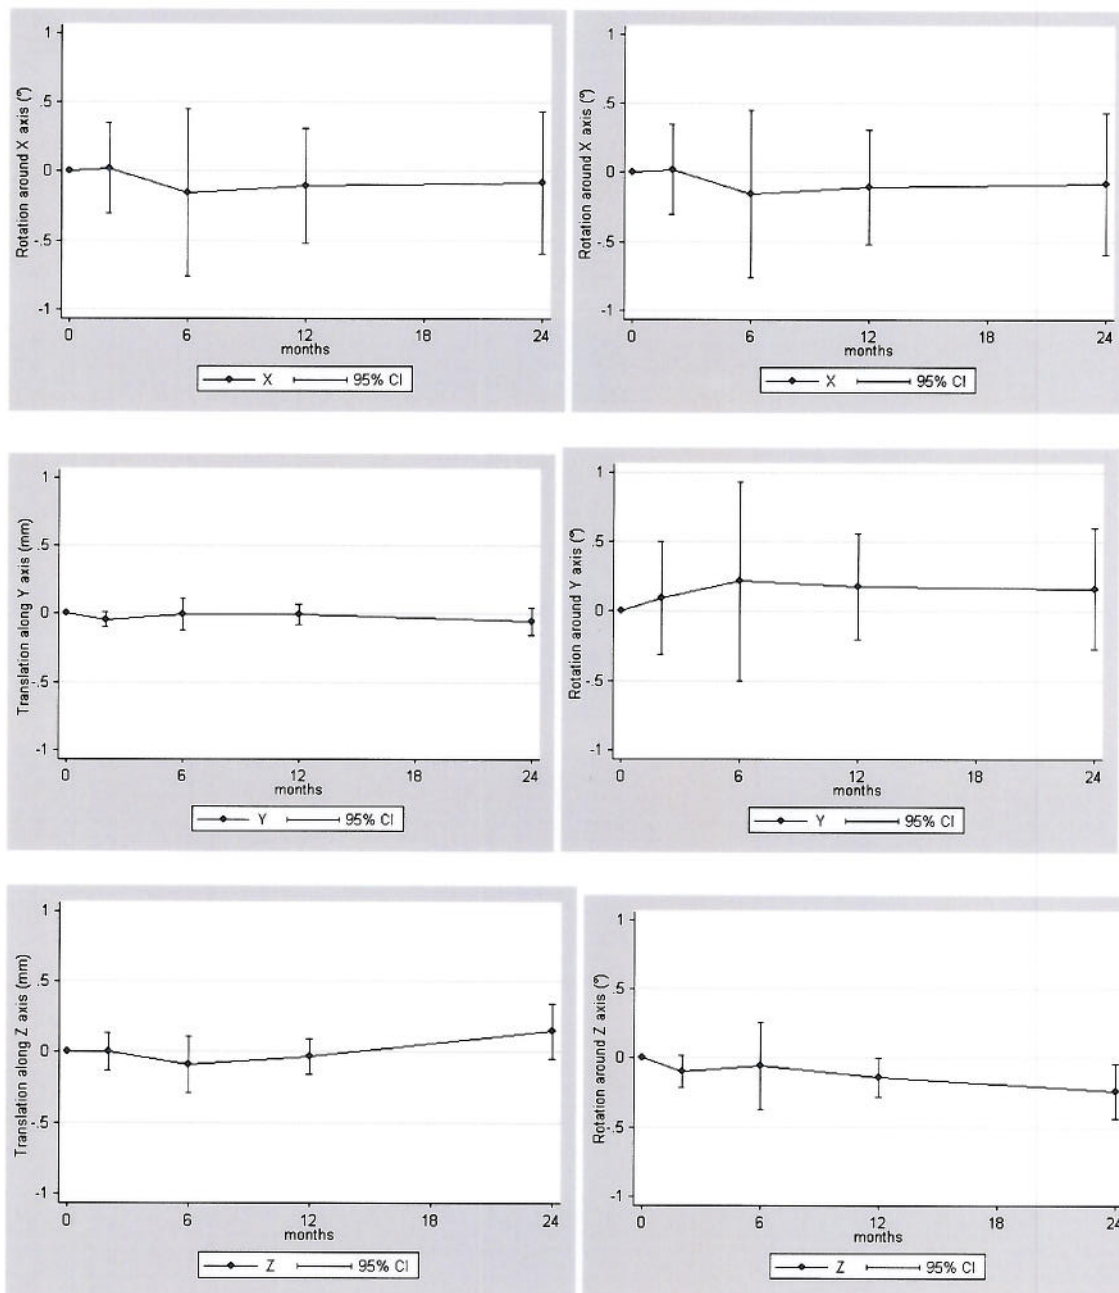 Rotation around X axis (°)
1
.5
0
-.5
-1
0 6 12 18 24
months
X 95% CI
Rotation around X axis (°)
1
.5
0
-.5
-1
0 6 12 18 24
months
X 95% CI
Translation along Y axis (mm)
1
.5
0
-.5
-1
0 6 12 18 24
months
Y 95% CI
Rotation around Y axis (°)
1
.5
0
-.5
-1
0 6 12 18 24
months
Y 95% CI
Translation along Z axis (mm)
1
.5
0
-.5
-1
0 6 12 18 24
months
Z 95% CI
Rotation around Z axis (°)
1
.5
0
-.5
-1
0 6 12 18 24
months
Z 95% CI